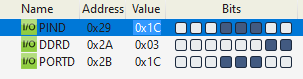 Name Address Value Bits
I/O PIND 0x29 0x1C
I/O DDRD 0x2A 0x03
I/O PORTD 0x2B 0x1C